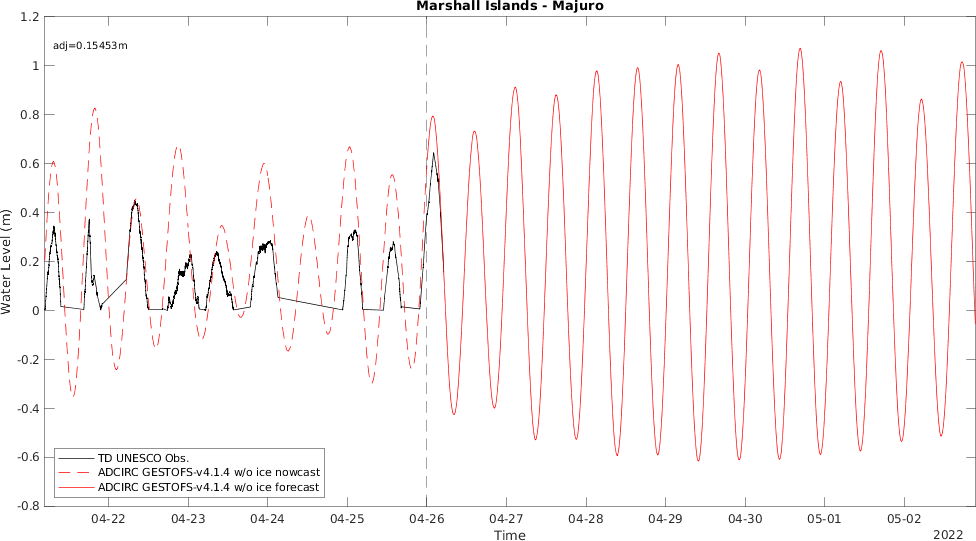 Marshall Islands - Majuro
1.2
adj=0.15453m
1
0.8
0.6
0.4
0.2
0
-0.2
-0.4
-0.6
-0.8
Water Level (m)
TD UNESCO Obs.
ADCIRC GESTOFS-v4.1.4 w/o ice nowcast
ADCIRC GESTOFS-v4.1.4 w/o ice forecast
04-22 04-23 04-24 04-25 04-26 04-27 04-28 04-29 04-30 05-01 05-02
Time
2022